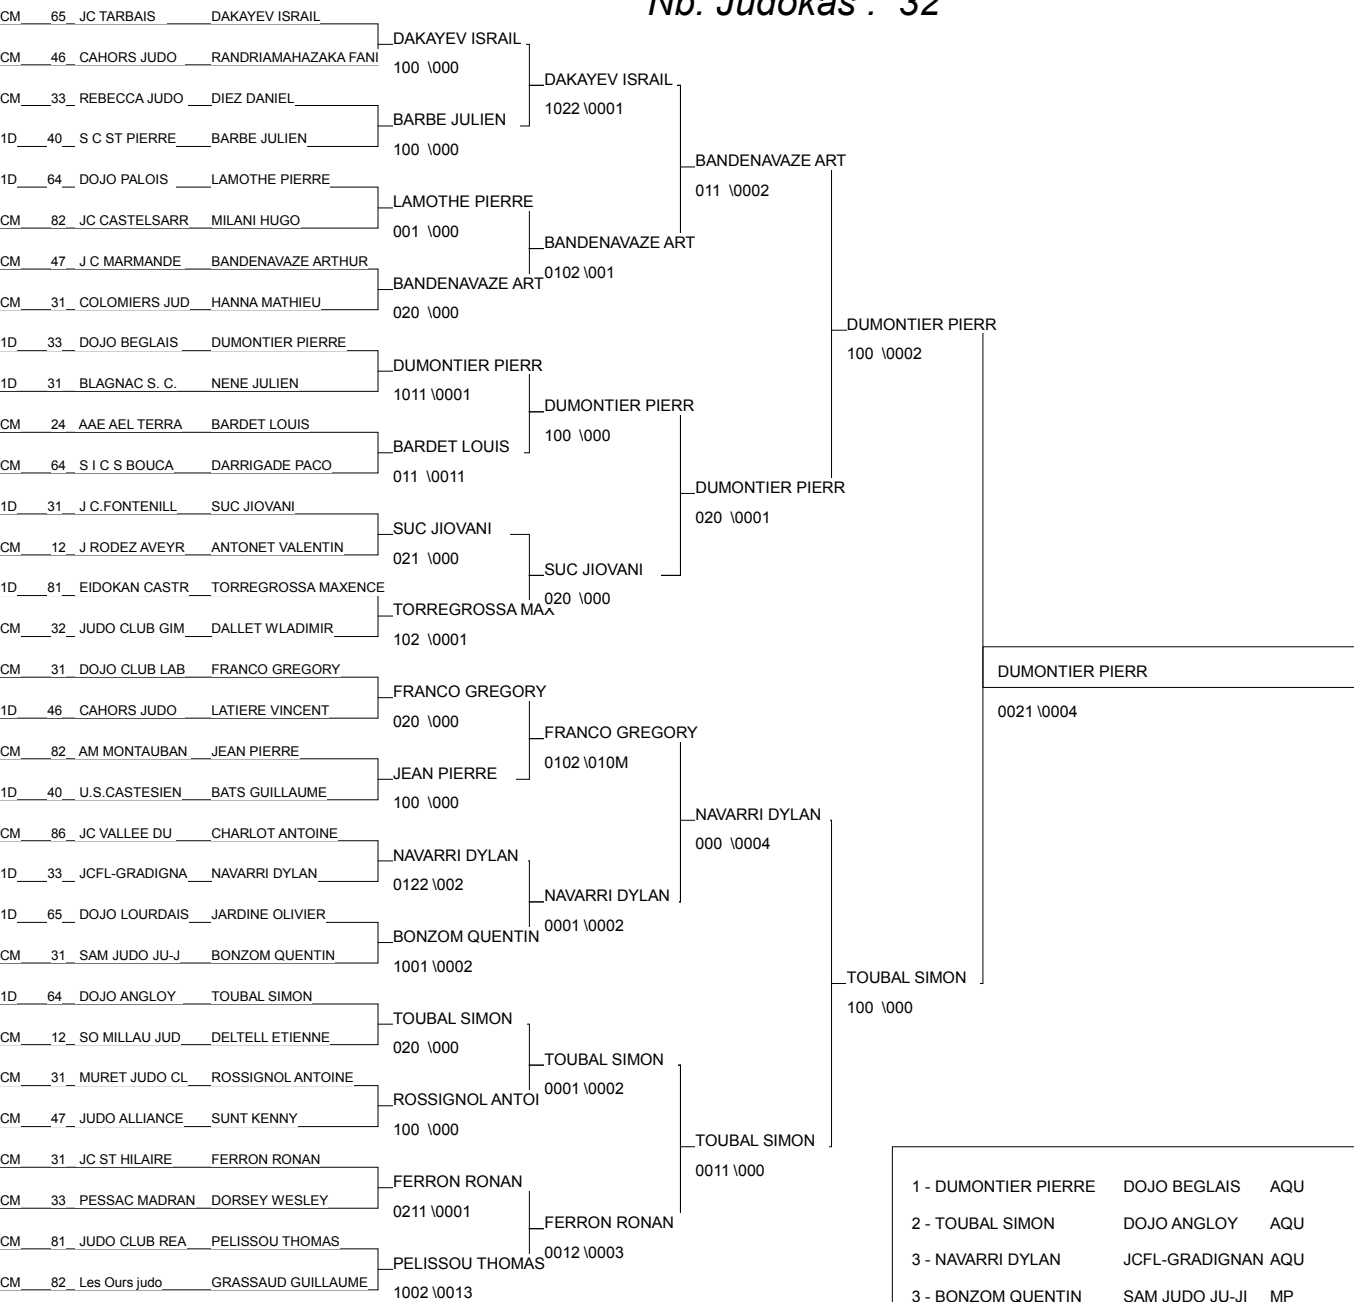 Nb. Judokas : 32
CM 65 JC TARBAIS DAKAYEV ISRAIL
CM 46 CAHORS JUDO RANDRIAMAHAZAKA FANI
CM 33 REBECCA JUDO DIEZ DANIEL
1D 40 S C ST PIERRE BARBE JULIEN
1D 64 DOJO PALOIS LAMOTHE PIERRE
CM 82 JC CASTELSARR MILANI HUGO
CM 47 J C MARMANDE BANDENAVAZE ARTHUR
CM 31 COLOMIERS JUD HANNA MATHIEU
1D 33 DOJO BEGLAIS DUMONTIER PIERRE
1D 31 BLAGNAC S. C. NENE JULIEN
CM 24 AAE AEL TERRA BARDET LOUIS
CM 64 S I C S BOUCA DARRIGADE PACO
1D 31 J C.FONTENILL SUC JIOVANI
CM 12 J RODEZ AVEYR ANTONET VALENTIN
1D 81 EIDOKAN CASTR TORREGROSSA MAXENCE
CM 32 JUDO CLUB GIM DALLET WLADIMIR
CM 31 DOJO CLUB LAB FRANCO GREGORY
1D 46 CAHORS JUDO LATIERE VINCENT
CM 82 AM MONTAUBAN JEAN PIERRE
1D 40 U.S.CASTESIEN BATS GUILLAUME
CM 86 JC VALLEE DU CHARLOT ANTOINE
1D 33 JCFL-GRADIGNA NAVARRI DYLAN
1D 65 DOJO LOURDAIS JARDINE OLIVIER
CM 31 SAM JUDO JU-J BONZOM QUENTIN
1D 64 DOJO ANGLOY TOUBAL SIMON
CM 12 SO MILLAU JUD DELTELL ETIENNE
CM 31 MURET JUDO CL ROSSIGNOL ANTOINE
CM 47 JUDO ALLIANCE SUNT KENNY
CM 31 JC ST HILAIRE FERRON RONAN
CM 33 PESSAC MADRAN DORSEY WESLEY
CM 81 JUDO CLUB REA PELISSOU THOMAS
CM 82 Les Ours judo GRASSAUD GUILLAUME
DAKAYEV ISRAIL
100 \000
BARBE JULIEN
100 \000
LAMOTHE PIERRE
001 \000
BANDENAVAZE ART
020 \000
DUMONTIER PIERR
1011 \0001
BARDET LOUIS
011 \0011
SUC JIOVANI
021 \000
TORREGROSSA MAX
102 \0001
FRANCO GREGORY
020 \000
JEAN PIERRE
100 \000
NAVARRI DYLAN
0122 \002
BONZOM QUENTIN
1001 \0002
TOUBAL SIMON
020 \000
ROSSIGNOL ANTOI
100 \000
FERRON RONAN
0211 \0001
PELISSOU THOMAS
1002 \0013
DAKAYEV ISRAIL
1022 \0001
BANDENAVAZE ART
0102 \001
DUMONTIER PIERR
100 \000
SUC JIOVANI
020 \000
FRANCO GREGORY
0102 \010M
NAVARRI DYLAN
0001 \0002
TOUBAL SIMON
0001 \0002
FERRON RONAN
0012 \0003
BANDENAVAZE ART
011 \0002
DUMONTIER PIERR
020 \0001
NAVARRI DYLAN
000 \0004
TOUBAL SIMON
0011 \000
DUMONTIER PIERR
100 \0002
TOUBAL SIMON
100 \000
DUMONTIER PIERR
0021 \0004
1 - DUMONTIER PIERRE DOJO BEGLAIS AQU
2 - TOUBAL SIMON DOJO ANGLOY AQU
3 - NAVARRI DYLAN JCFL-GRADIGNAN AQU
3 - BONZOM QUENTIN SAM JUDO JU-JI MP